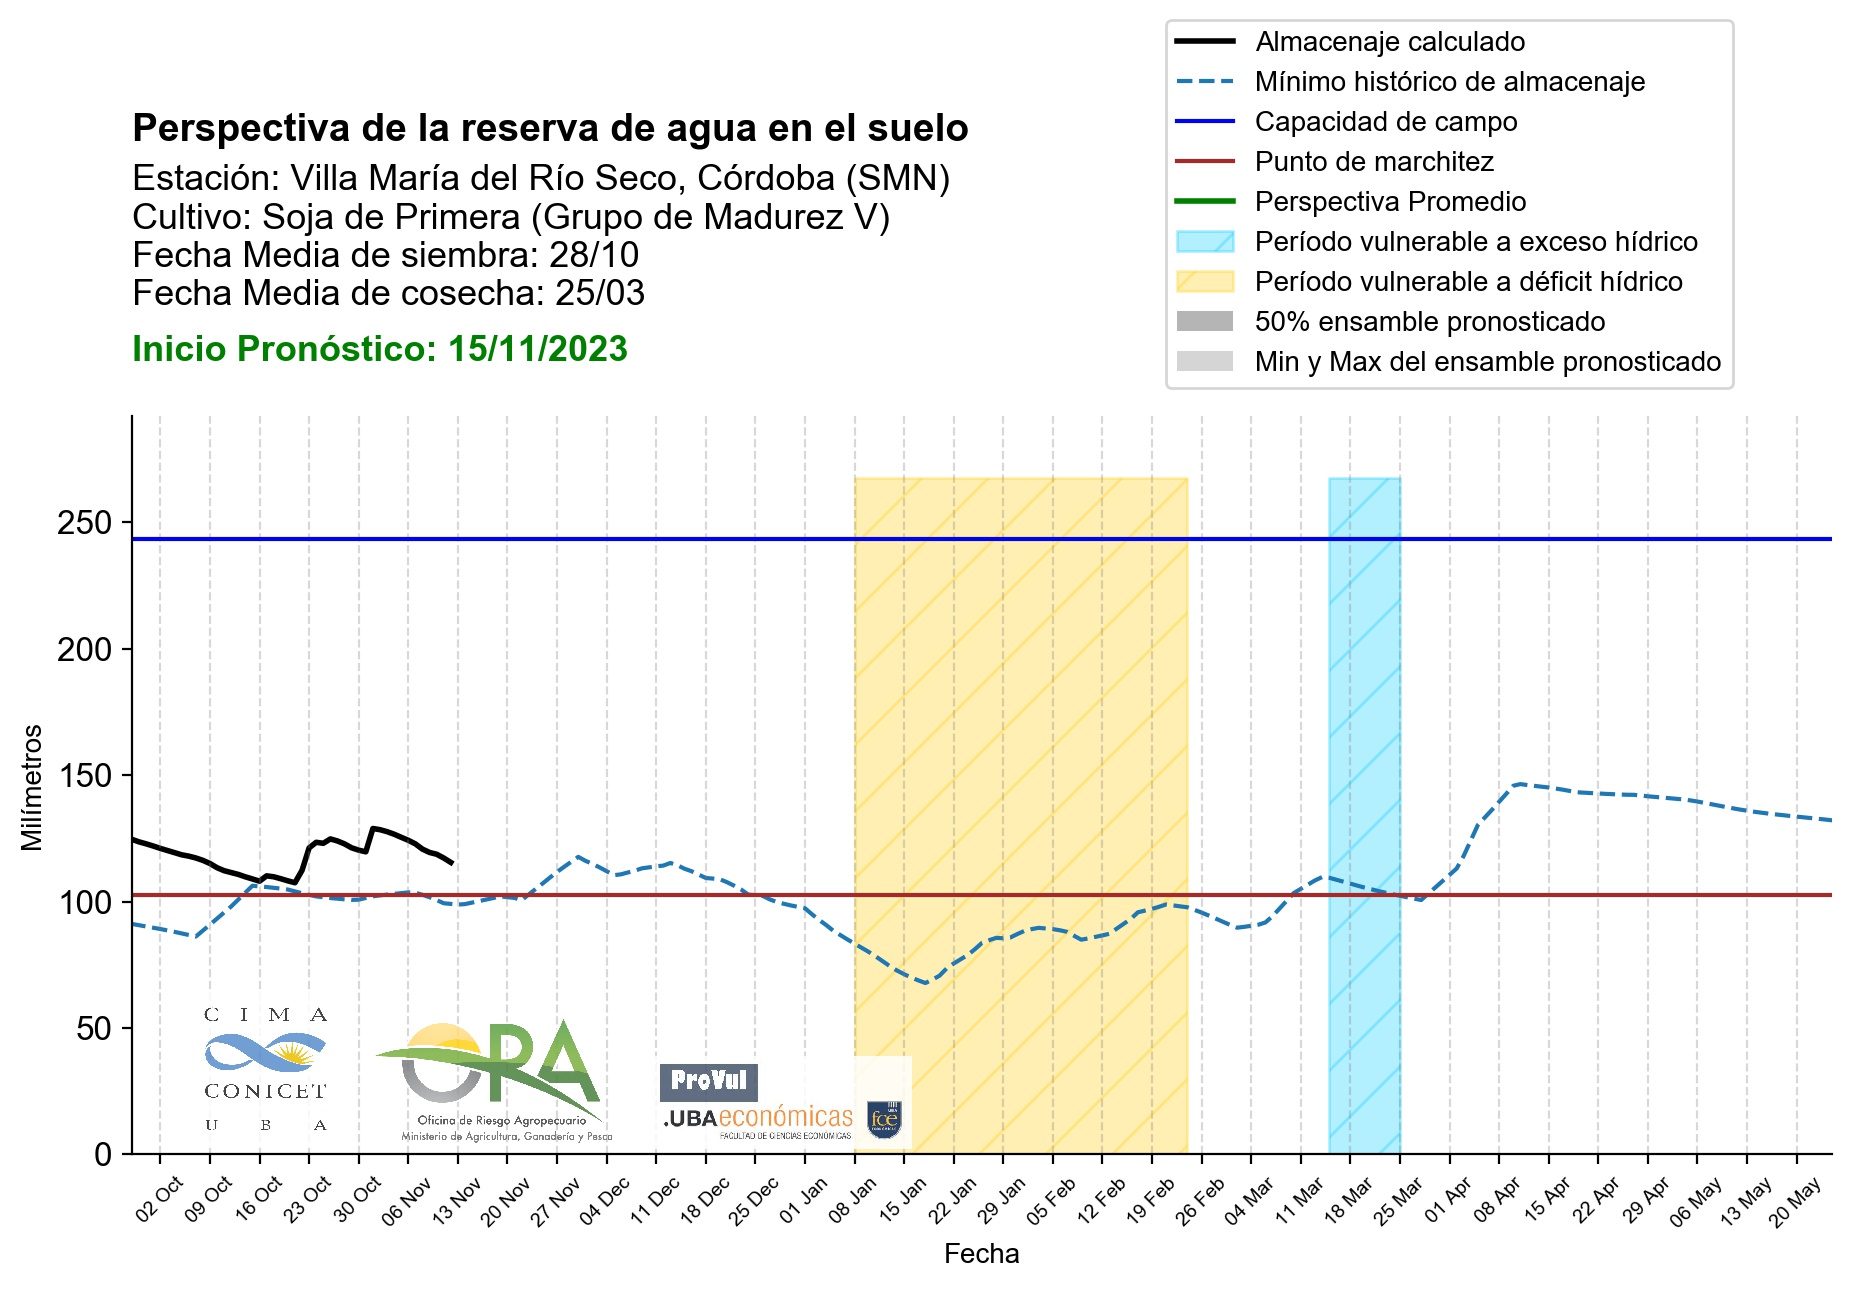 Almacenaje calculado
Mínimo histórico de almacenaje
Capacidad de campo
Punto de marchitez
Perspectiva Promedio
Período vulnerable a exceso hídrico
Período vulnerable a déficit hídrico
50% ensamble pronosticado
Min y Max del ensamble pronosticado
Perspectiva de la reserva de agua en el suelo
Estación: Villa María del Río Seco, Córdoba (SMN)
Cultivo: Soja de Primera (Grupo de Madurez V)
Fecha Media de siembra: 28/10
Fecha Media de cosecha: 25/03
Inicio Pronóstico: 15/11/2023
250
200
150
100
50
0
Milímetros
CIMA
CONICET
UBA
ORA
Oficina de Riesgo Agropecuario
Ministerio de Agricultura, Ganadería y Pesca
ProVul
.UBAeconómicas
FACULTAD DE CIENCIAS ECONÓMICAS
UBA
fce
ECONÓMICAS
02 Oct
09 Oct
16 Oct
23 Oct
30 Oct
06 Nov
13 Nov
20 Nov
27 Nov
04 Dec
11 Dec
18 Dec
25 Dec
01 Jan
08 Jan
15 Jan
22 Jan
29 Jan
05 Feb
12 Feb
19 Feb
26 Feb
04 Mar
11 Mar
18 Mar
25 Mar
01 Apr
08 Apr
15 Apr
22 Apr
29 Apr
06 May
13 May
20 May
Fecha